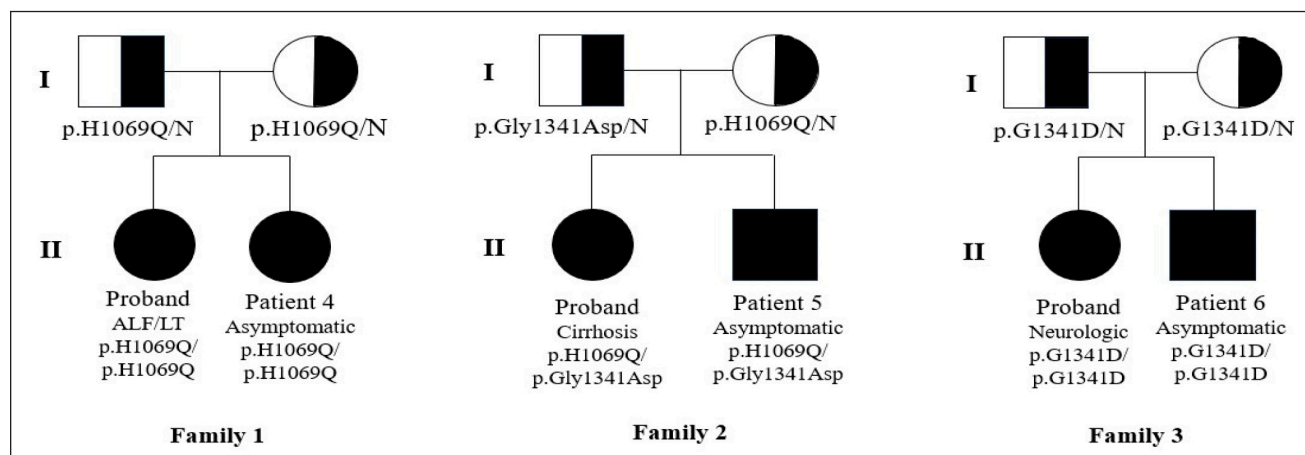 I
p.H1069Q/N
p.H1069Q/N
II
Proband
ALF/LT
p.H1069Q/
p.H1069Q
Patient 4
Asymptomatic
p.H1069Q/
p.H1069Q
Family 1
I
p.Gly1341Asp/N
p.H1069Q/N
II
Proband
Cirrhosis
p.H1069Q/
p.Gly1341Asp
Patient 5
Asymptomatic
p.H1069Q/
p.Gly1341Asp
Family 2
I
p.G1341D/N
p.G1341D/N
II
Proband
Neurologic
p.G1341D/
p.G1341D
Patient 6
Asymptomatic
p.G1341D/
p.G1341D
Family 3